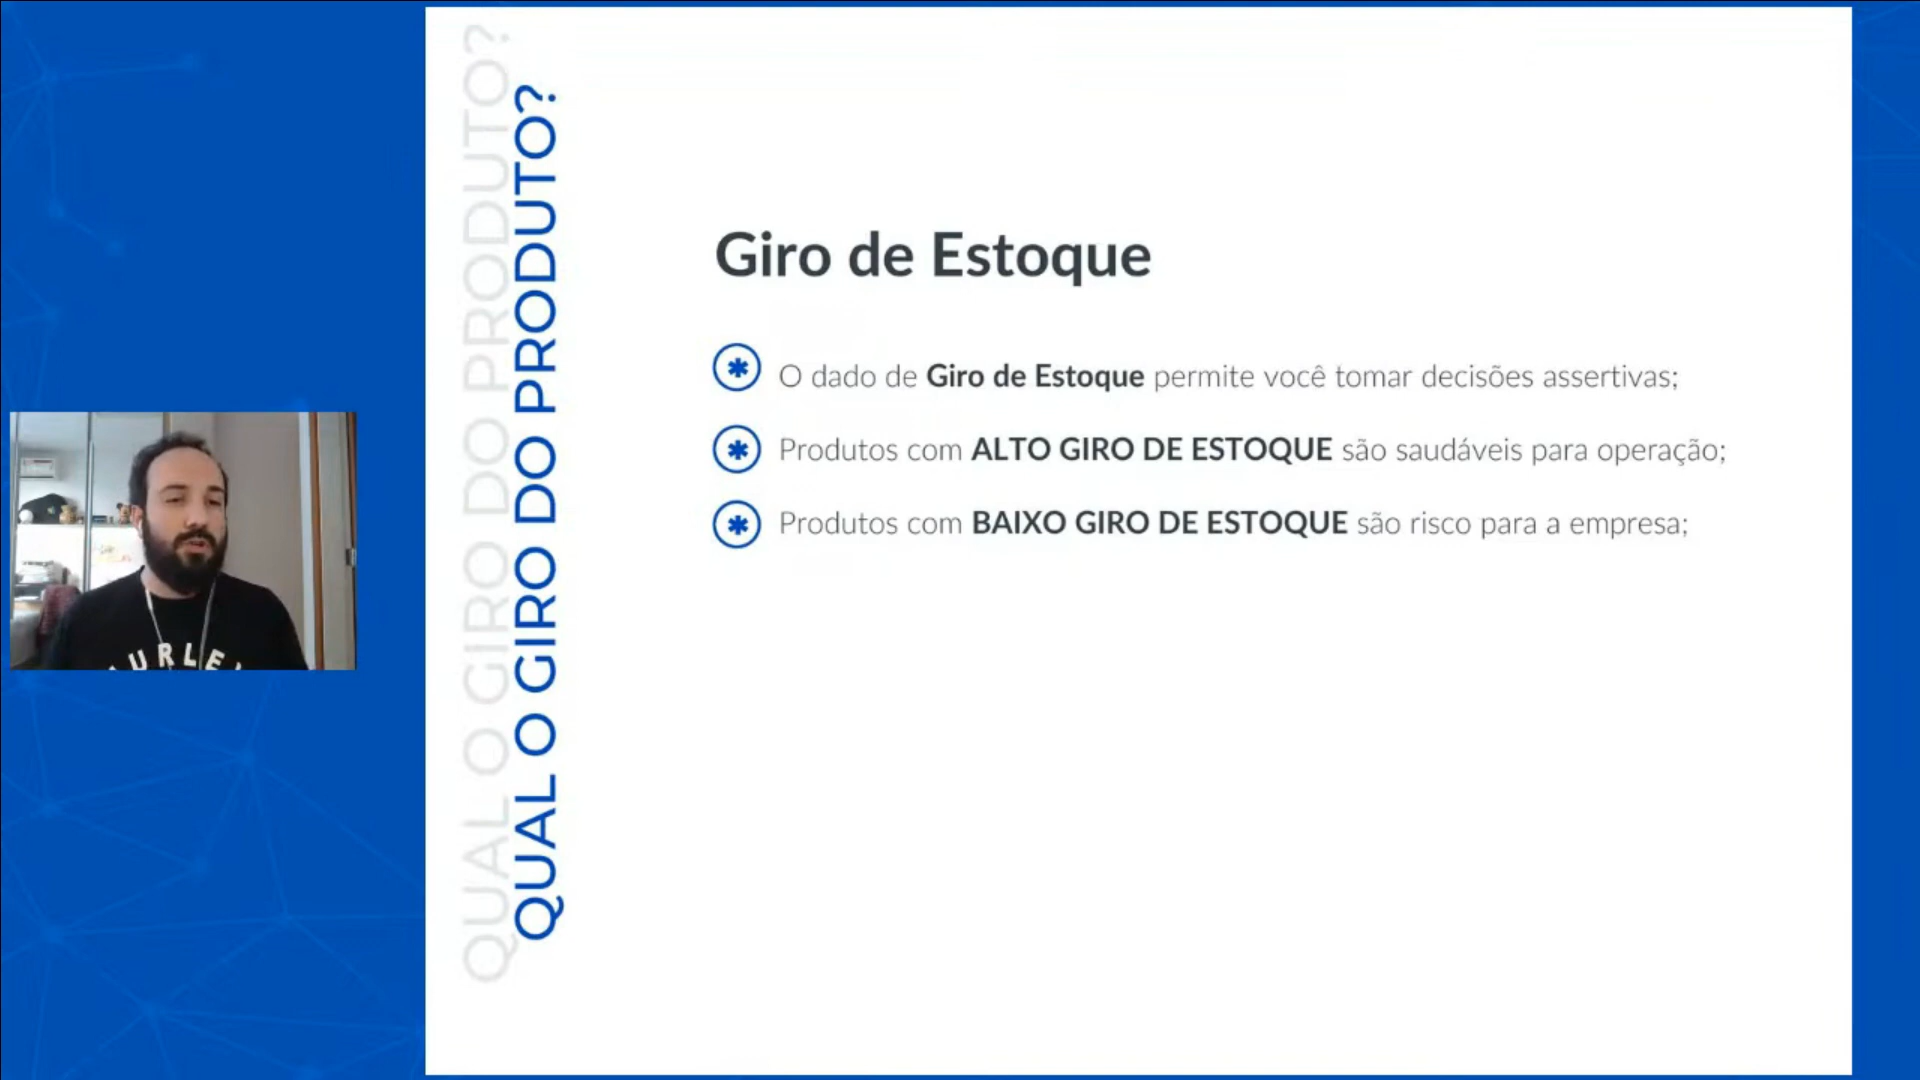 QUAL O GIRO DO PRODUTO?
QUAL O GIRO DO PRODUTO?
Giro de Estoque
O dado de Giro de Estoque permite você tomar decisões assertivas;
Produtos com ALTO GIRO DE ESTOQUE são saudáveis para operação;
Produtos com BAIXO GIRO DE ESTOQUE são risco para a empresa;